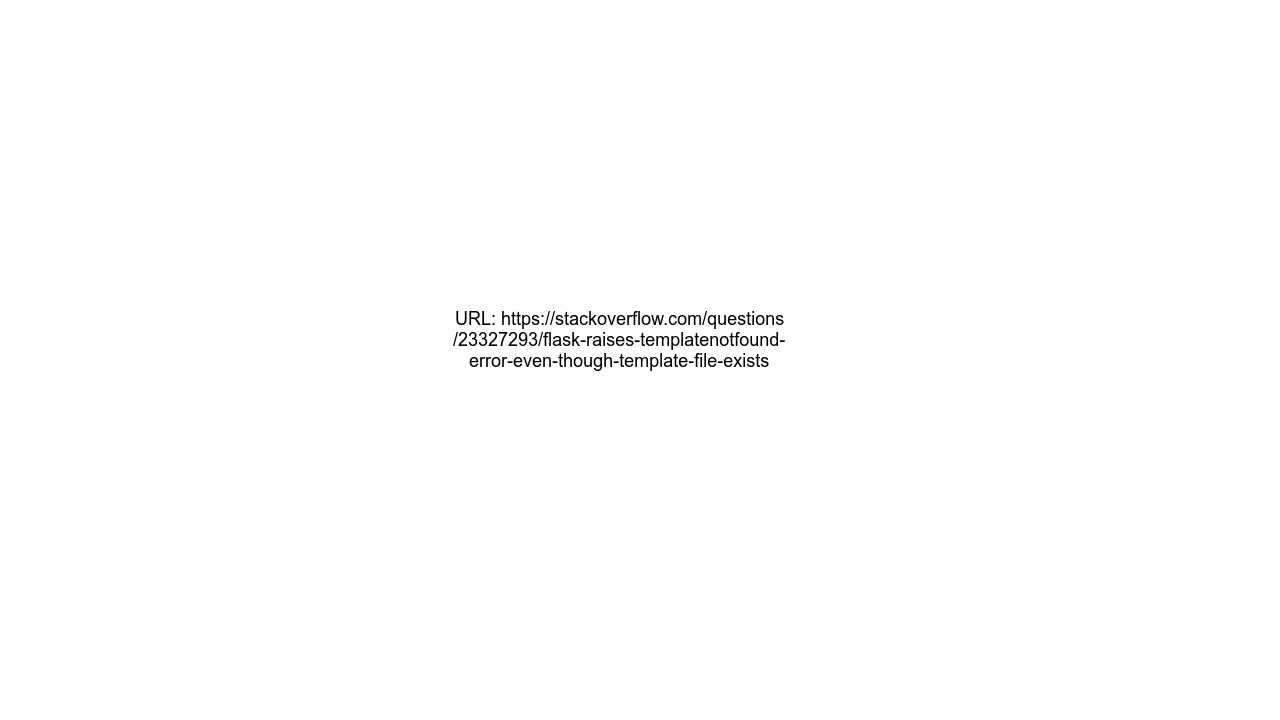 URL: https://stackoverflow.com/questions
/23327293/flask-raises-templatenotfound-
error-even-though-template-file-exists